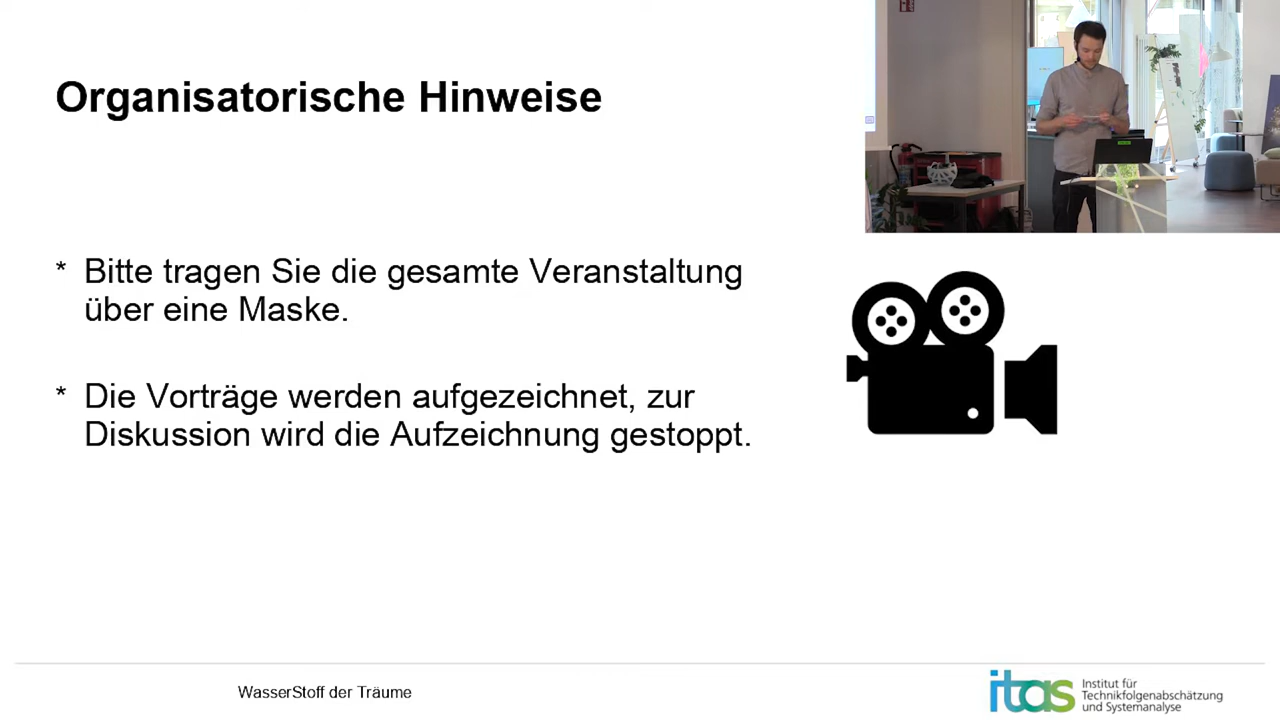 Organisatorische Hinweise
* Bitte tragen Sie die gesamte Veranstaltung
über eine Maske.
* Die Vorträge werden aufgezeichnet, zur
Diskussion wird die Aufzeichnung gestoppt.
WasserStoff der Träume
itas
Institut für
Technikfolgenabschätzung
und Systemanalyse